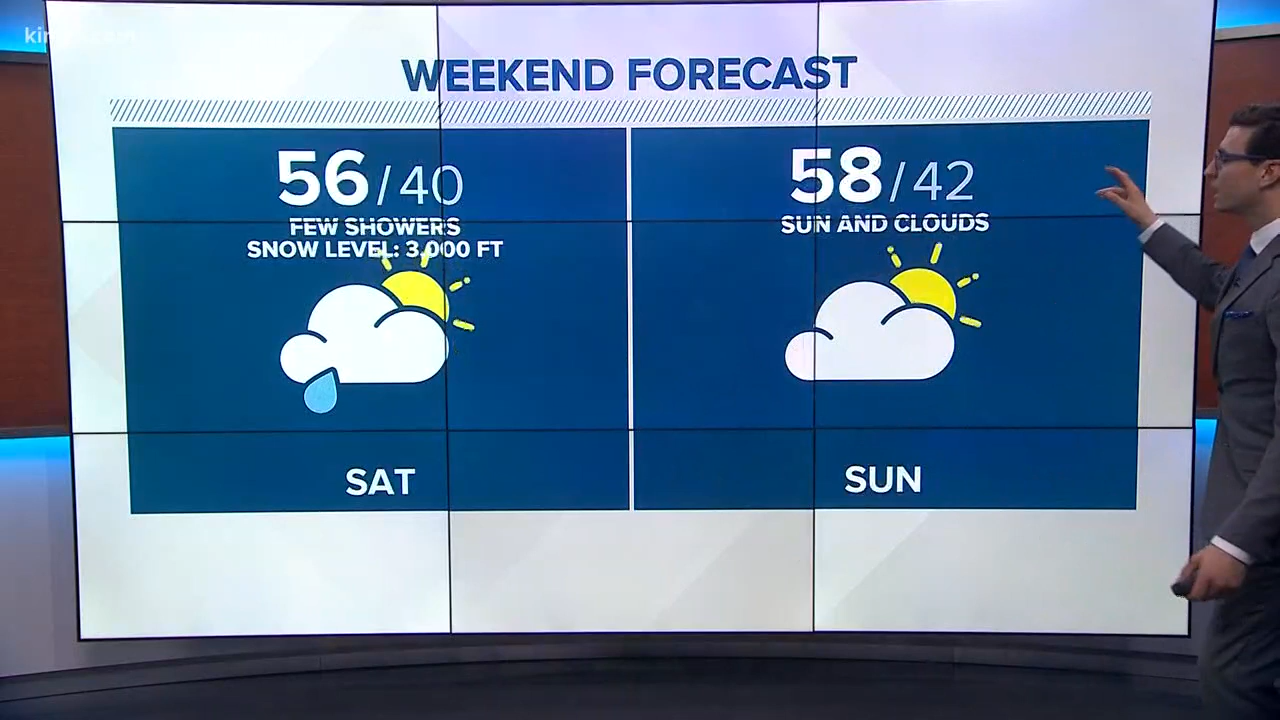 WEEKEND FORECAST
56/40
FEW SHOWERS
SNOW LEVEL: 3,000 FT
SAT
58/42
SUN AND CLOUDS
SUN